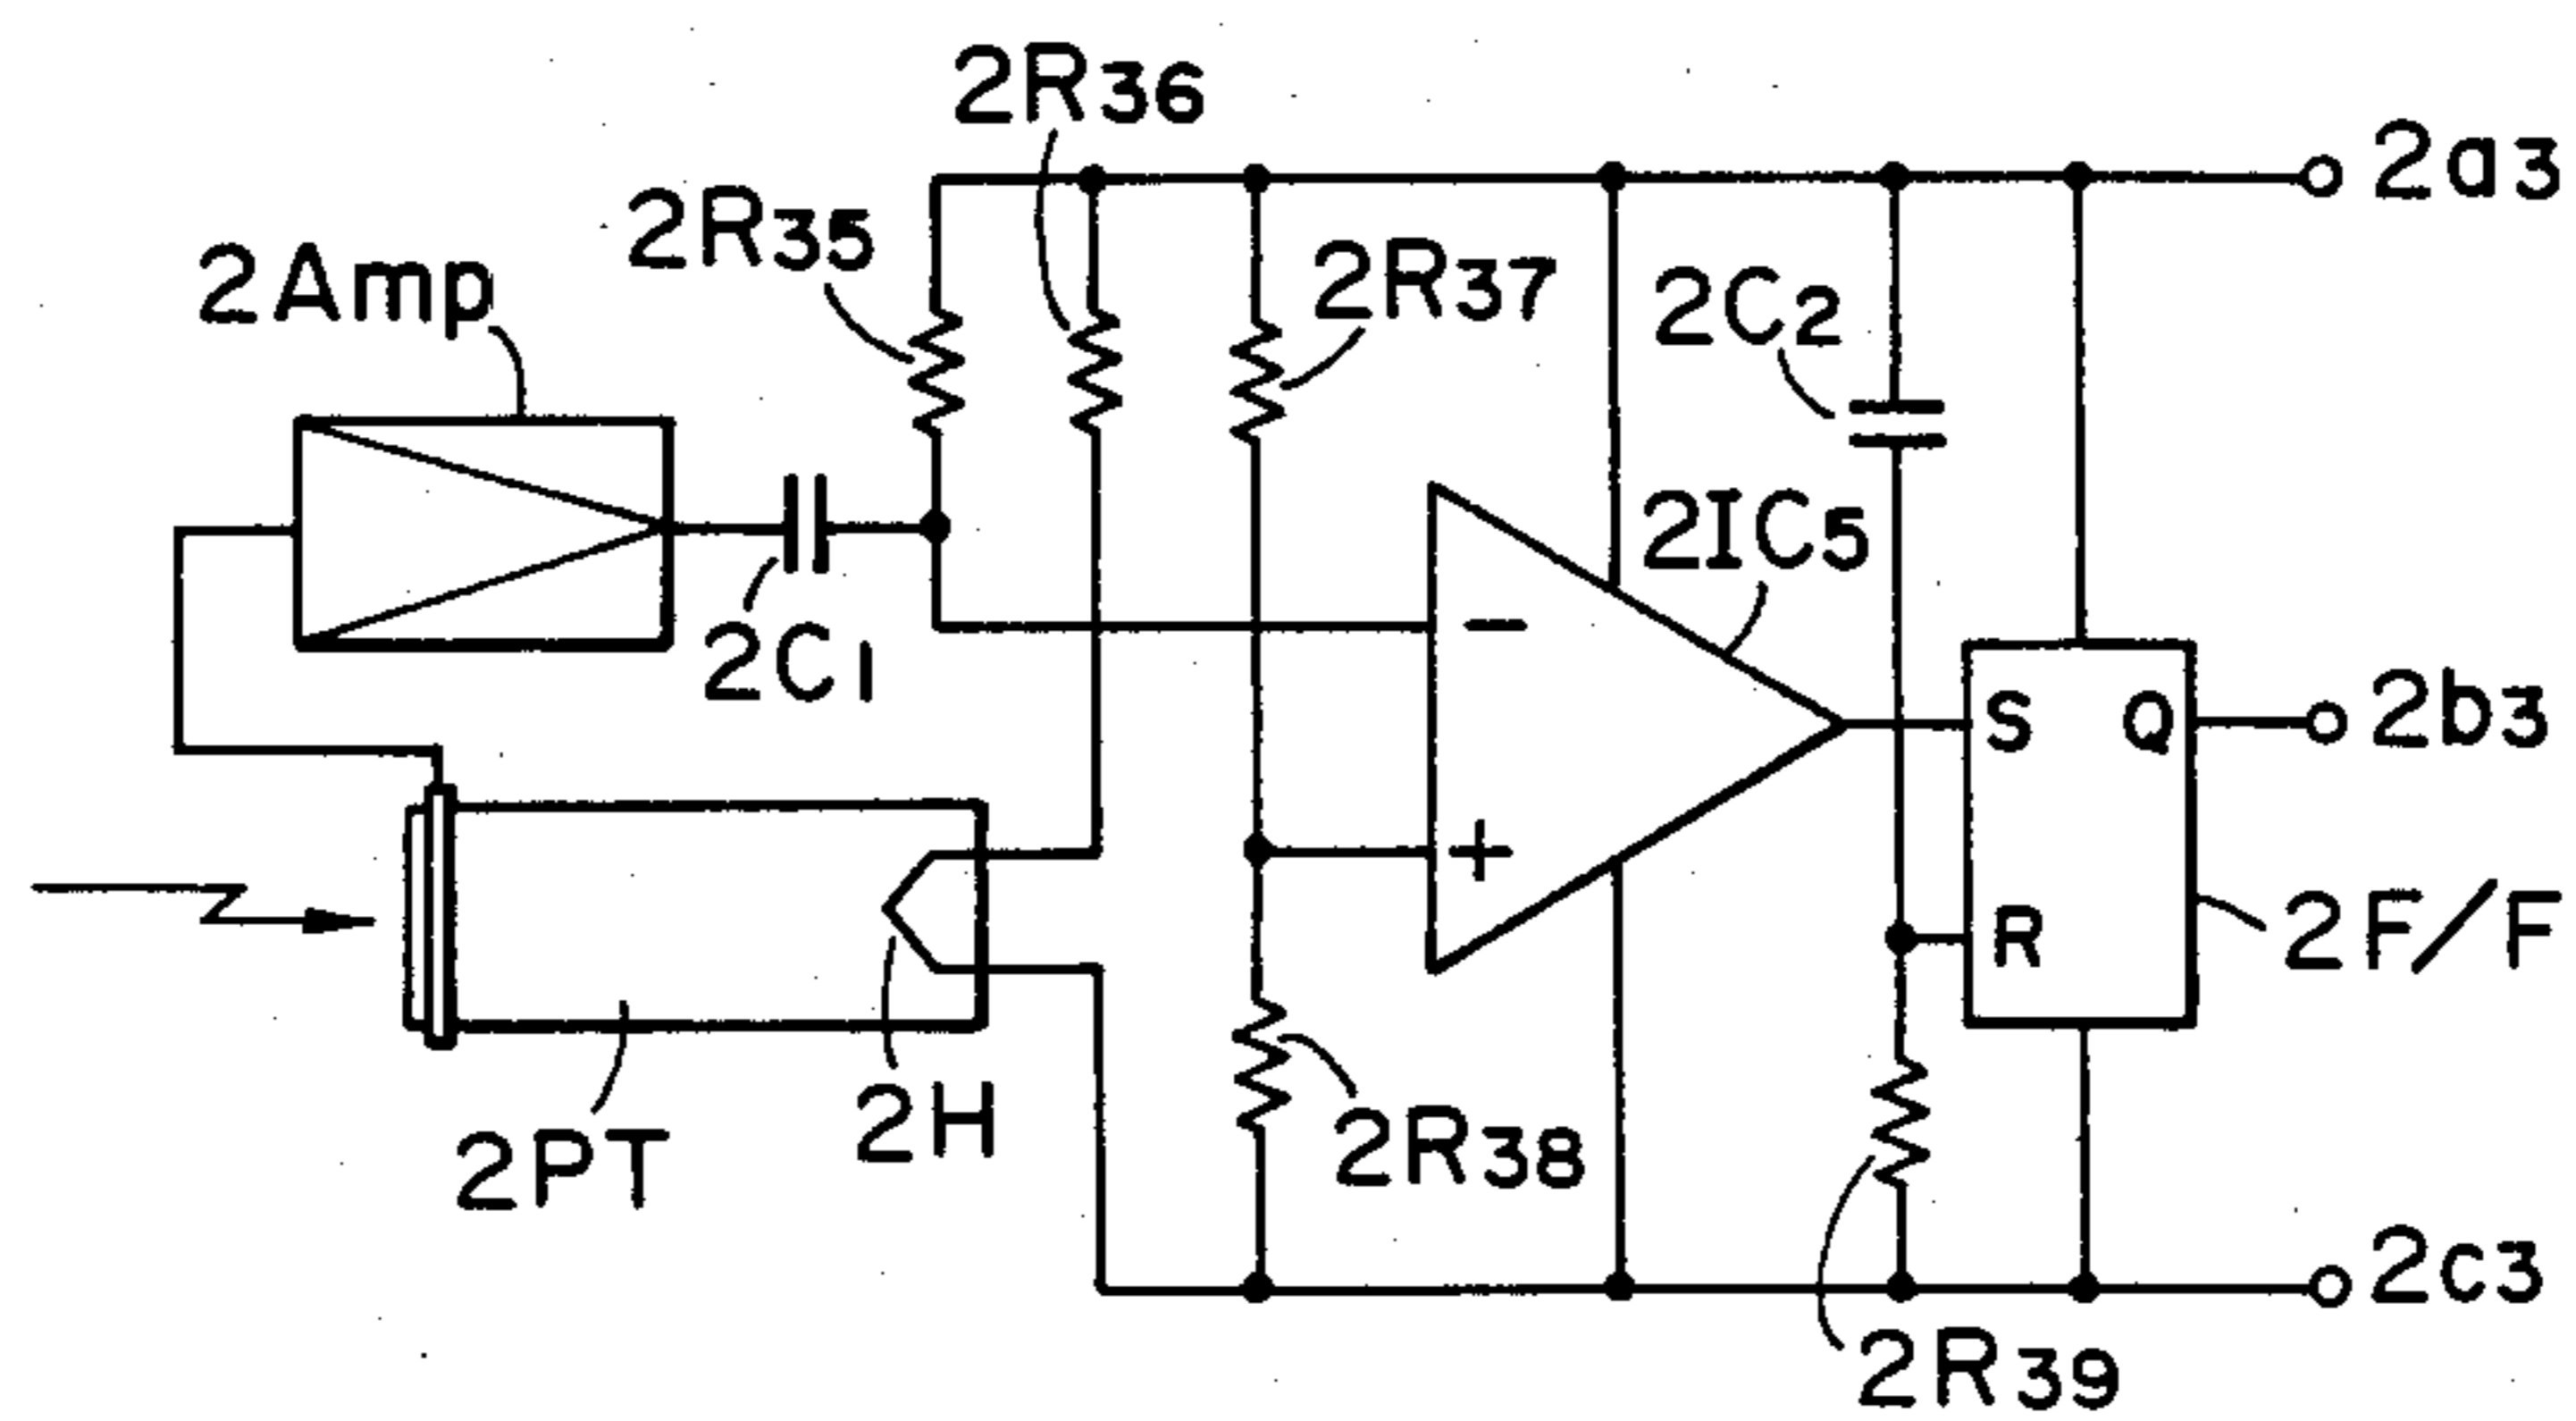 2R36
2a3
2R35
2Amp
2R37
2C2
2IC5
2C1
−
S Q
2b3
+
R
2F/F
2H
2PT
2R38
2c3
2R39